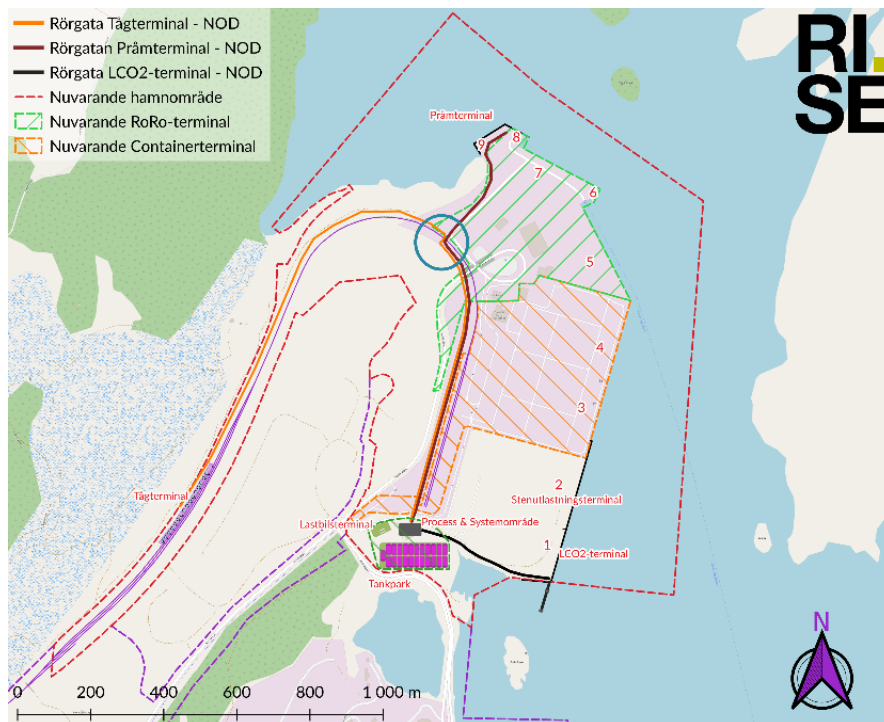 Rörgata Tågterminal - NOD
Rörgatan Pråmterminal - NOD
Rörgata LCO2-terminal - NOD
Nuvarande hamnområde
Nuvarande RoRo-terminal
Nuvarande Containerterminal
RI.
SE
Pråmterminal
9
8
7
6
5
4
3
2
Stenutlastningsterminal
1
LCO2-terminal
Tågterminal
Lastbilsterminal
Process & Systemområde
Tankpark
N
0 200 400 600 800 1 000 m